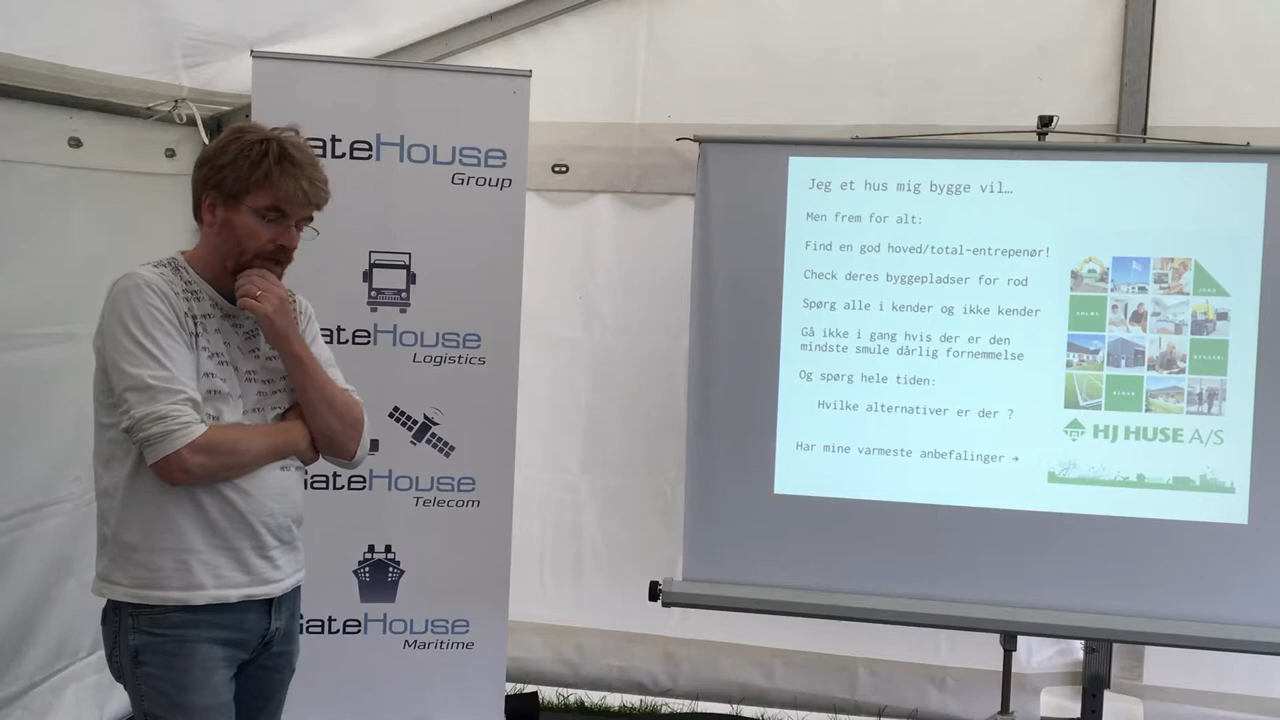 ateHouse
Group
ateHouse
Logistics
GateHouse
Telecom
GateHouse
Maritime
Jeg et hus mig bygge vil…
Men frem for alt:
Find en god hoved/total-entrepenør!
Check deres byggepladser for rod
Spørg alle i kender og ikke kender
Gå ikke i gang hvis der er den
mindste smule dårlig fornemmelse
Og spørg hele tiden:
Hvilke alternativer er der ?
Har mine varmeste anbefalinger →
HJ HUSE A/S